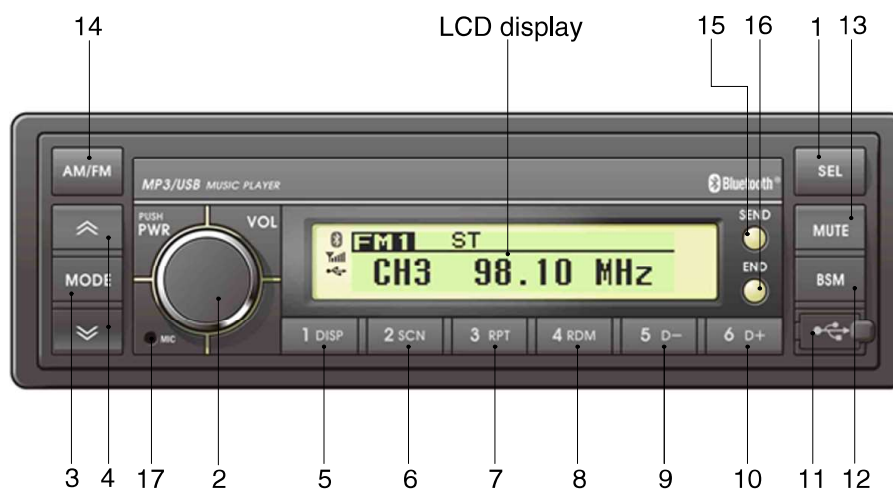 14 LCD display 15 16 1 13
AM/FM
MP3/USB MUSIC PLAYER
Bluetooth®
SEL
PUSH
PWR
VOL
FM1 ST
CH3 98.10 MHz
SEND
END
MUTE
MODE
BSM
MIC
1 DISP 2 SCN 3 RPT 4 RDM 5 D− 6 D+
3 4 17 2 5 6 7 8 9 10 11 12